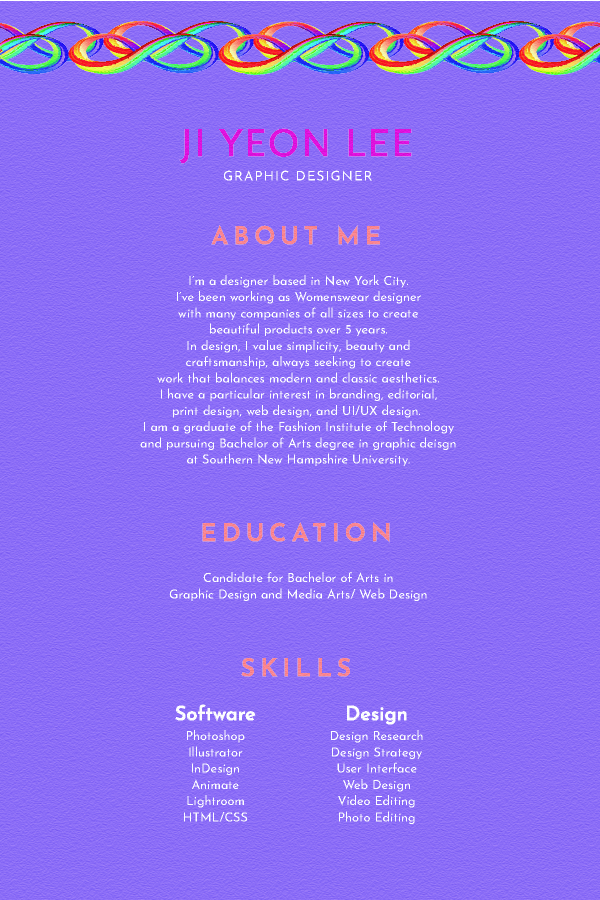 JI YEON LEE
GRAPHIC DESIGNER
ABOUT ME
I'm a designer based in New York City.
I've been working as Womenswear designer
with many companies of all sizes to create
beautiful products over 5 years.
In design, I value simplicity, beauty and
craftsmanship, always seeking to create
work that balances modern and classic aesthetics.
I have a particular interest in branding, editorial,
print design, web design, and UI/UX design.
I am a graduate of the Fashion Institute of Technology
and pursuing Bachelor of Arts degree in graphic deisgn
at Southern New Hampshire University.
EDUCATION
Candidate for Bachelor of Arts in
Graphic Design and Media Arts/ Web Design
SKILLS
Software
Photoshop
Illustrator
InDesign
Animate
Lightroom
HTML/CSS
Design
Design Research
Design Strategy
User Interface
Web Design
Video Editing
Photo Editing